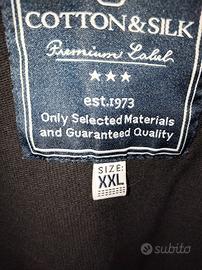 COTTON&SILK
Premium Label
★★★
est.1973
Only Selected Materials
and Guaranteed Quality
SIZE:
XXL
subito